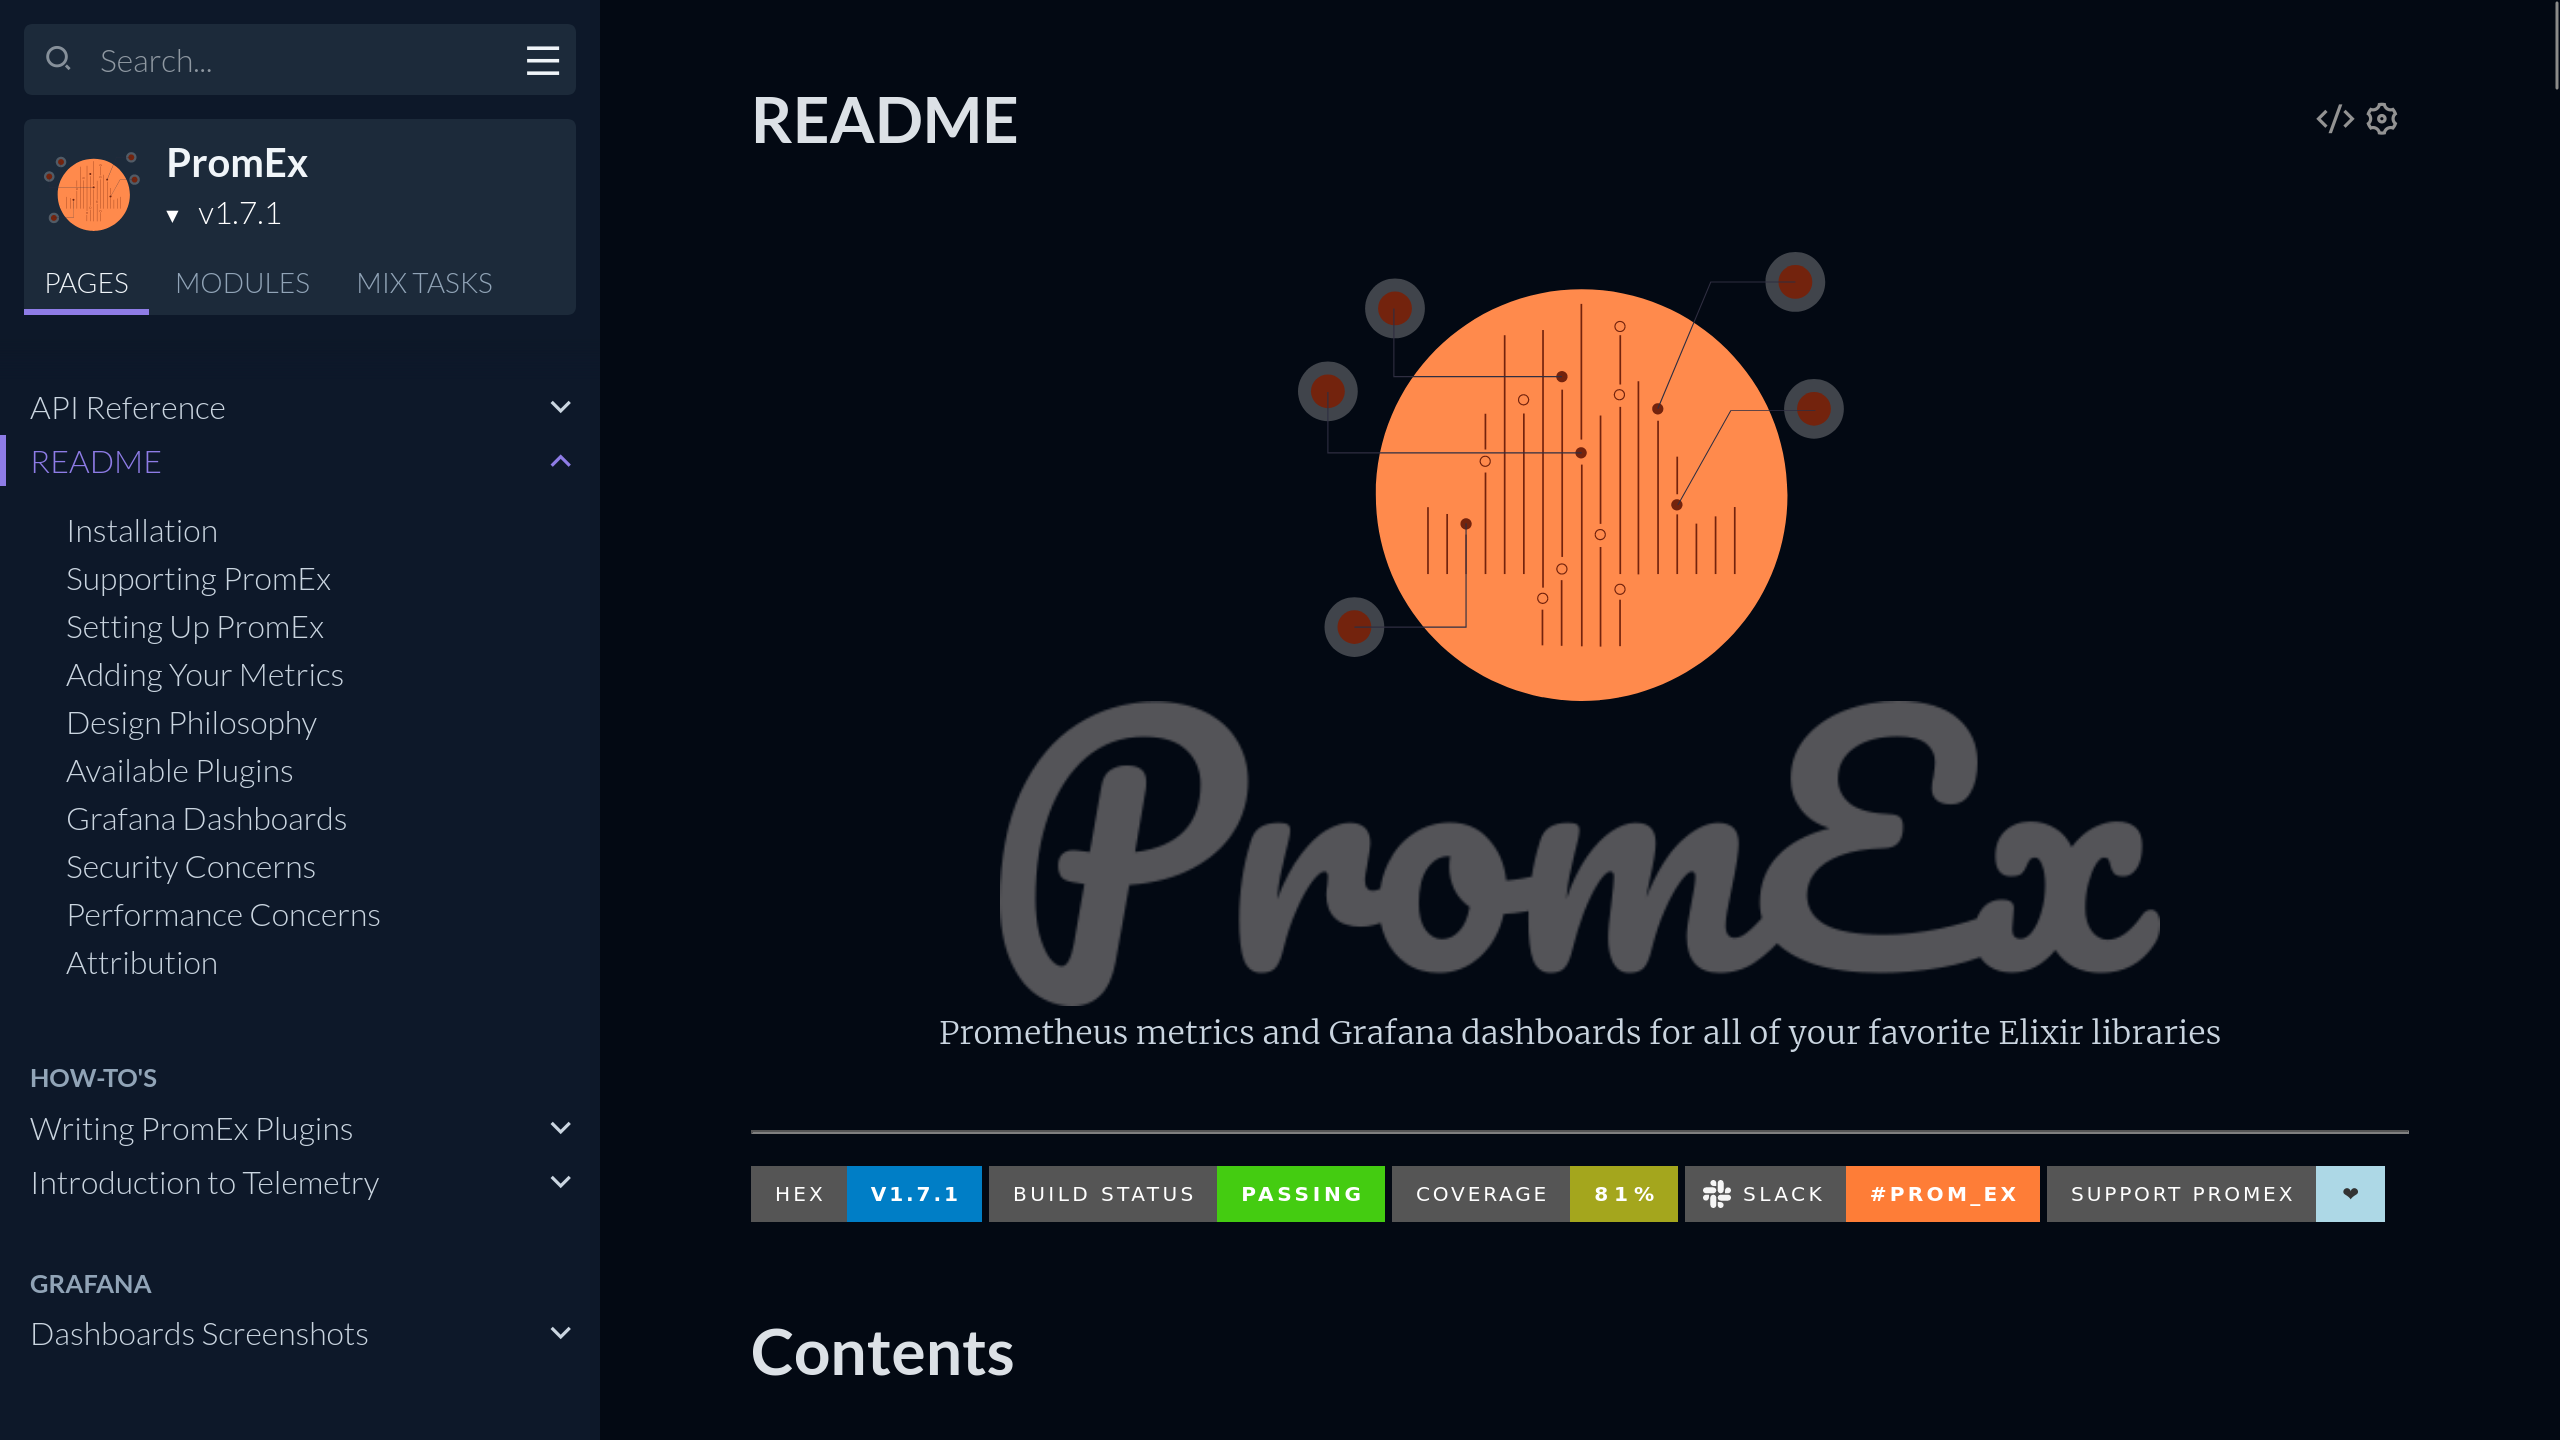 Search...
PromEx
v1.7.1
PAGES MODULES MIX TASKS
API Reference
README
Installation
Supporting PromEx
Setting Up PromEx
Adding Your Metrics
Design Philosophy
Available Plugins
Grafana Dashboards
Security Concerns
Performance Concerns
Attribution
HOW-TO'S
Writing PromEx Plugins
Introduction to Telemetry
GRAFANA
Dashboards Screenshots
README
PromEx
Prometheus metrics and Grafana dashboards for all of your favorite Elixir libraries
HEX V1.7.1 BUILD STATUS PASSING COVERAGE 81% SLACK #PROM_EX SUPPORT PROMEX ❤
Contents